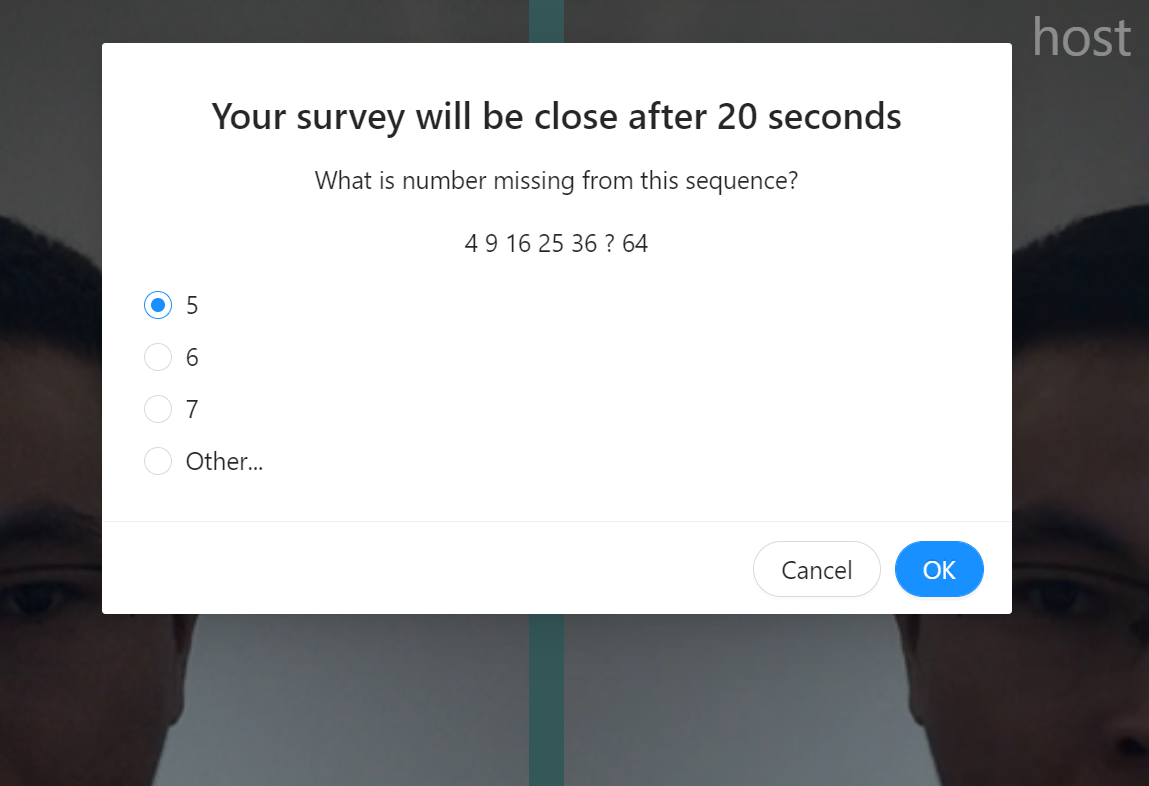 host
Your survey will be close after 20 seconds
What is number missing from this sequence?
4 9 16 25 36 ? 64
5
6
7
Other...
Cancel
OK